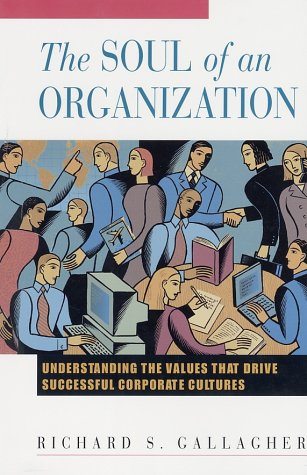 The SOUL of an
ORGANIZATION
UNDERSTANDING THE VALUES THAT DRIVE
SUCCESSFUL CORPORATE CULTURES
RICHARD S. GALLAGHER